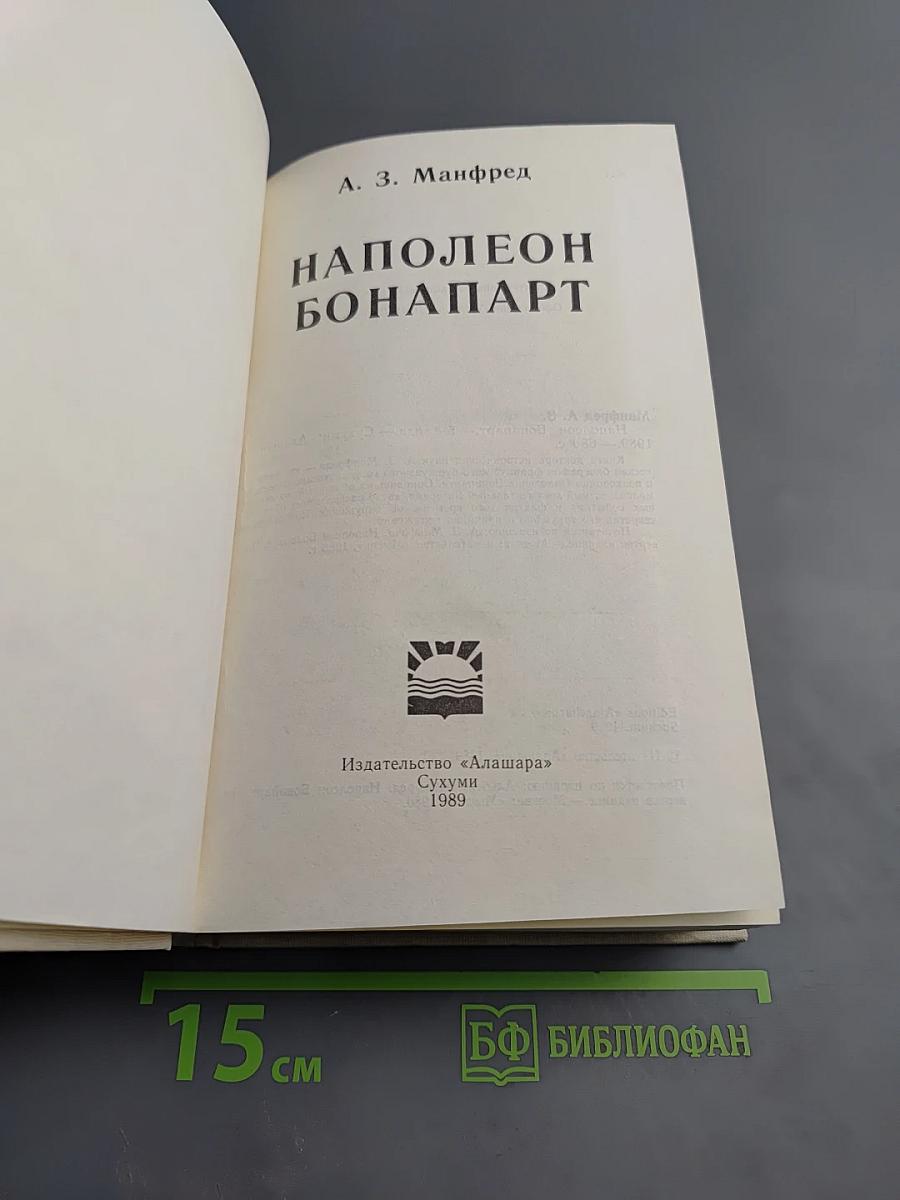 А. З. Манфред
НАПОЛЕОН
БОНАПАРТ
Издательство «Алашара»
Сухуми
1989
15 см
БФ БИБЛИОФАН